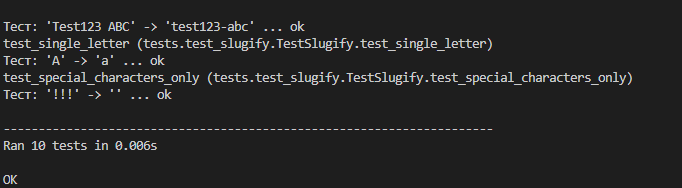 Тест: 'Test123 ABC' -> 'test123-abc' ... ok
test_single_letter (tests.test_slugify.TestSlugify.test_single_letter)
Тест: 'A' -> 'a' ... ok
test_special_characters_only (tests.test_slugify.TestSlugify.test_special_characters_only)
Тест: '!!!' -> '' ... ok
----------------------------------------------------------------------
Ran 10 tests in 0.006s
OK